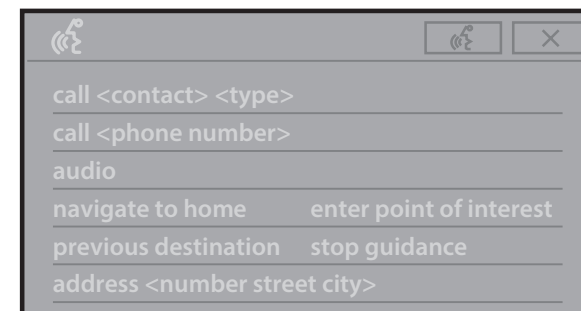 call <contact> <type>
call <phone number>
audio
navigate to home enter point of interest
previous destination stop guidance
address <number street city>